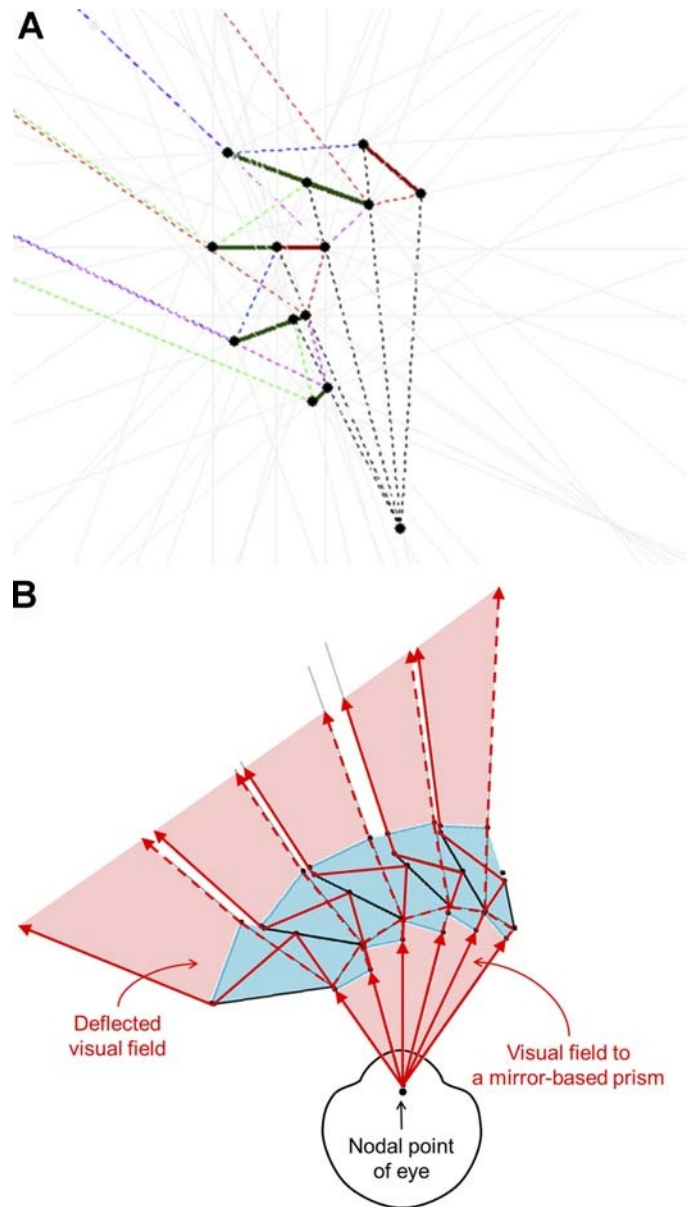 A
B
Deflected
visual field
Visual field to
a mirror-based prism
Nodal point
of eye